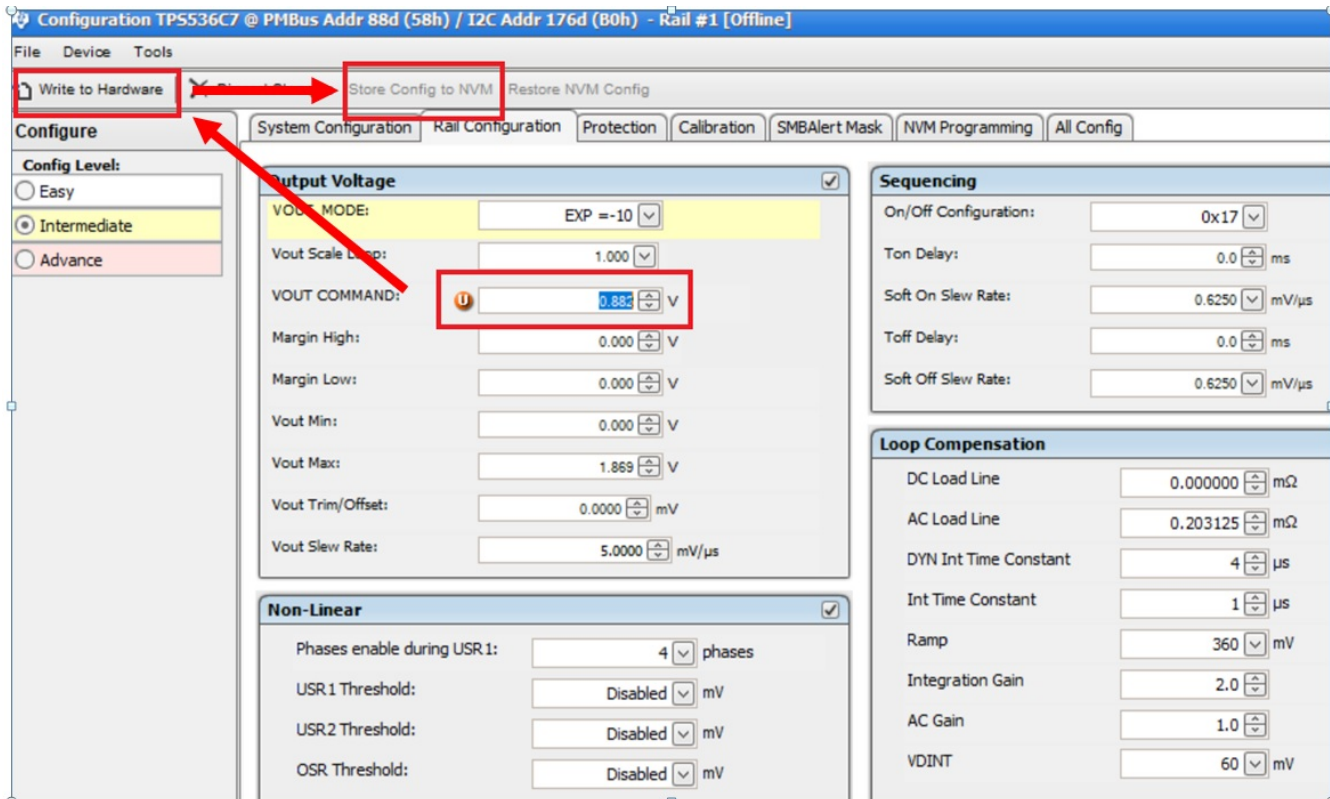 Configuration TPS536C7 @ PMBus Addr 88d (58h) / I2C Addr 176d (B0h) - Rail #1 [Offline]
File Device Tools
Write to Hardware Store Config to NVM Restore NVM Config
Configure
System Configuration Rail Configuration Protection Calibration SMBAlert Mask NVM Programming All Config
Config Level:
Easy
Intermediate
Advance
Output Voltage
VOUT MODE: EXP =-10
Vout Scale Loop: 1.000
VOUT COMMAND: U 0.882 V
Margin High: 0.000 V
Margin Low: 0.000 V
Vout Min: 0.000 V
Vout Max: 1.869 V
Vout Trim/Offset: 0.0000 mV
Vout Slew Rate: 5.0000 mV/µs
Non-Linear
Phases enable during USR1: 4 phases
USR1 Threshold: Disabled mV
USR2 Threshold: Disabled mV
OSR Threshold: Disabled mV
Sequencing
On/Off Configuration: 0x17
Ton Delay: 0.0 ms
Soft On Slew Rate: 0.6250 mV/µs
Toff Delay: 0.0 ms
Soft Off Slew Rate: 0.6250 mV/µs
Loop Compensation
DC Load Line 0.000000 mΩ
AC Load Line 0.203125 mΩ
DYN Int Time Constant 4 µs
Int Time Constant 1 µs
Ramp 360 mV
Integration Gain 2.0
AC Gain 1.0
VDINT 60 mV